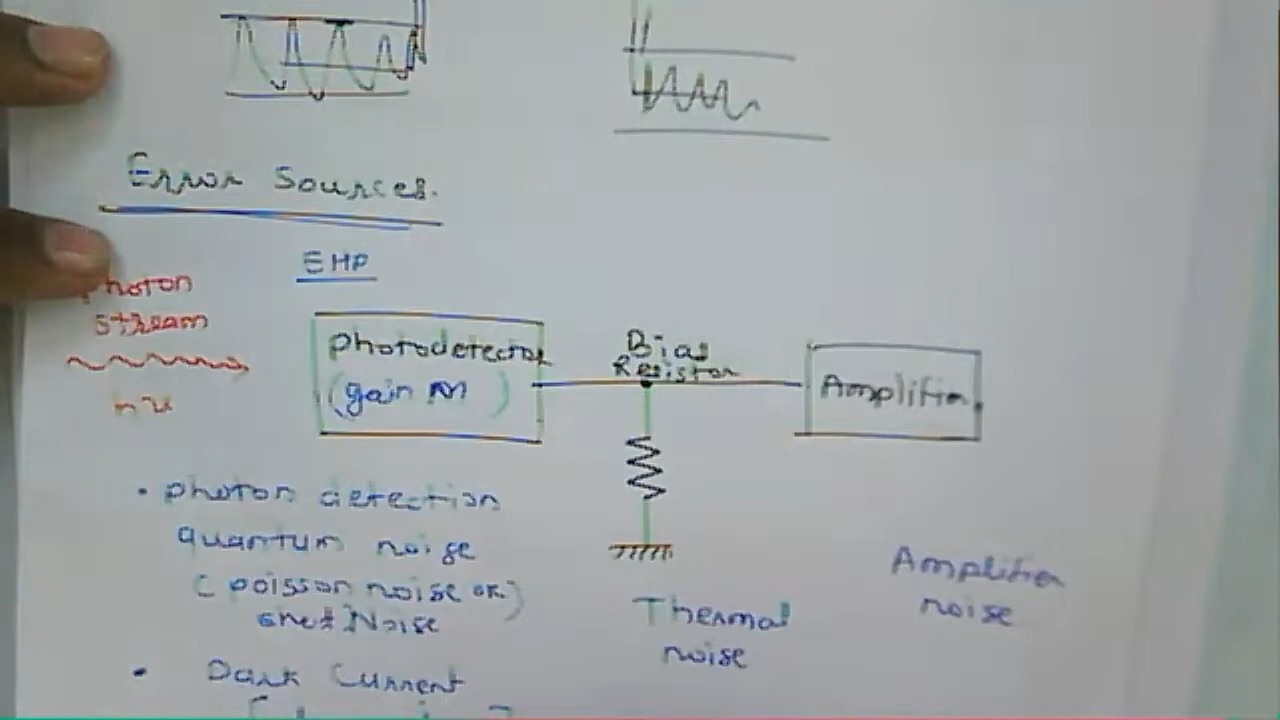 Error Sources.
EHP
Photon
stream
photodetector
(gain M)
Bias
Resistor
Amplifier
• photon detection
quantum noise
(poisson noise or)
shot Noise
Thermal
noise
Amplifier
noise
• Dark Current